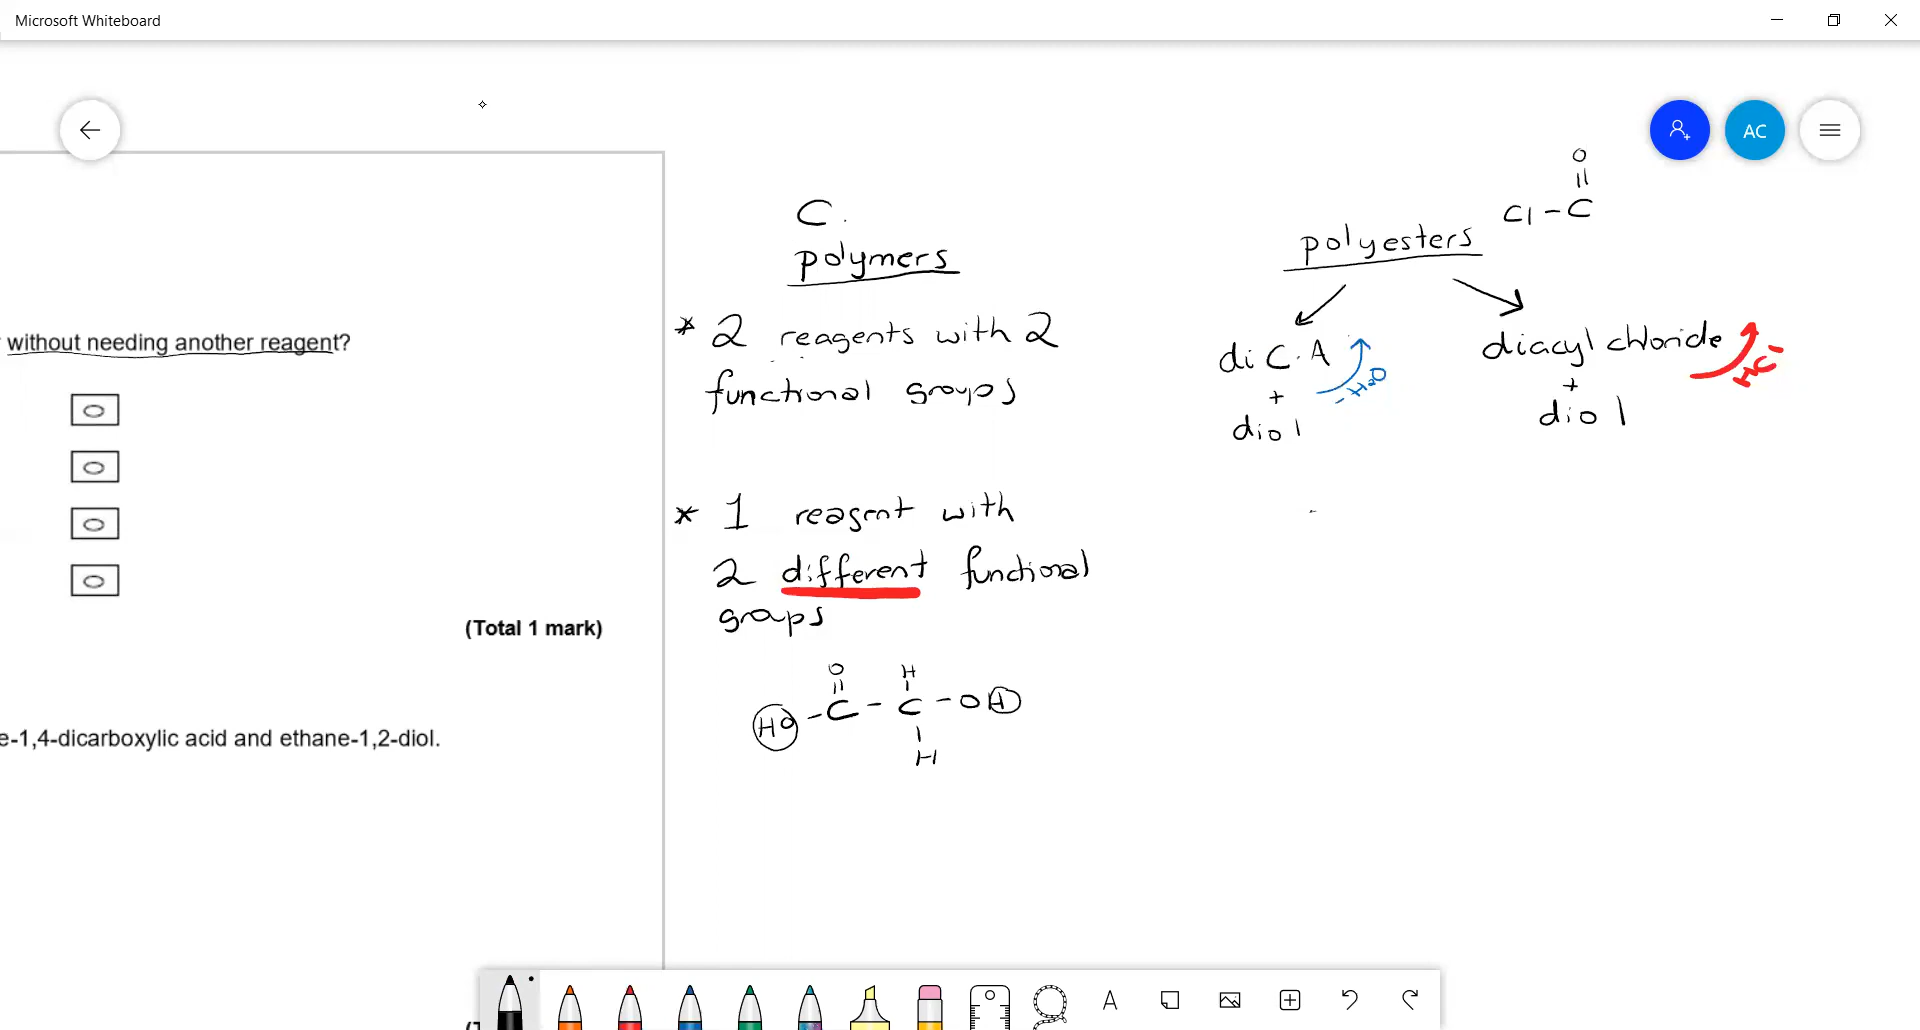 Microsoft Whiteboard
AC
without needing another reagent?
(Total 1 mark)
e-1,4-dicarboxylic acid and ethane-1,2-diol.
C.
polymers
* 2 reagents with 2
functional groups
* 1 reagent with
2 different functional
groups
O H
HO - C - C - OH
H
O
Cl - C
polyesters
di C.A
+
diol
- H2O
diacyl chloride
+
diol
HCl
A